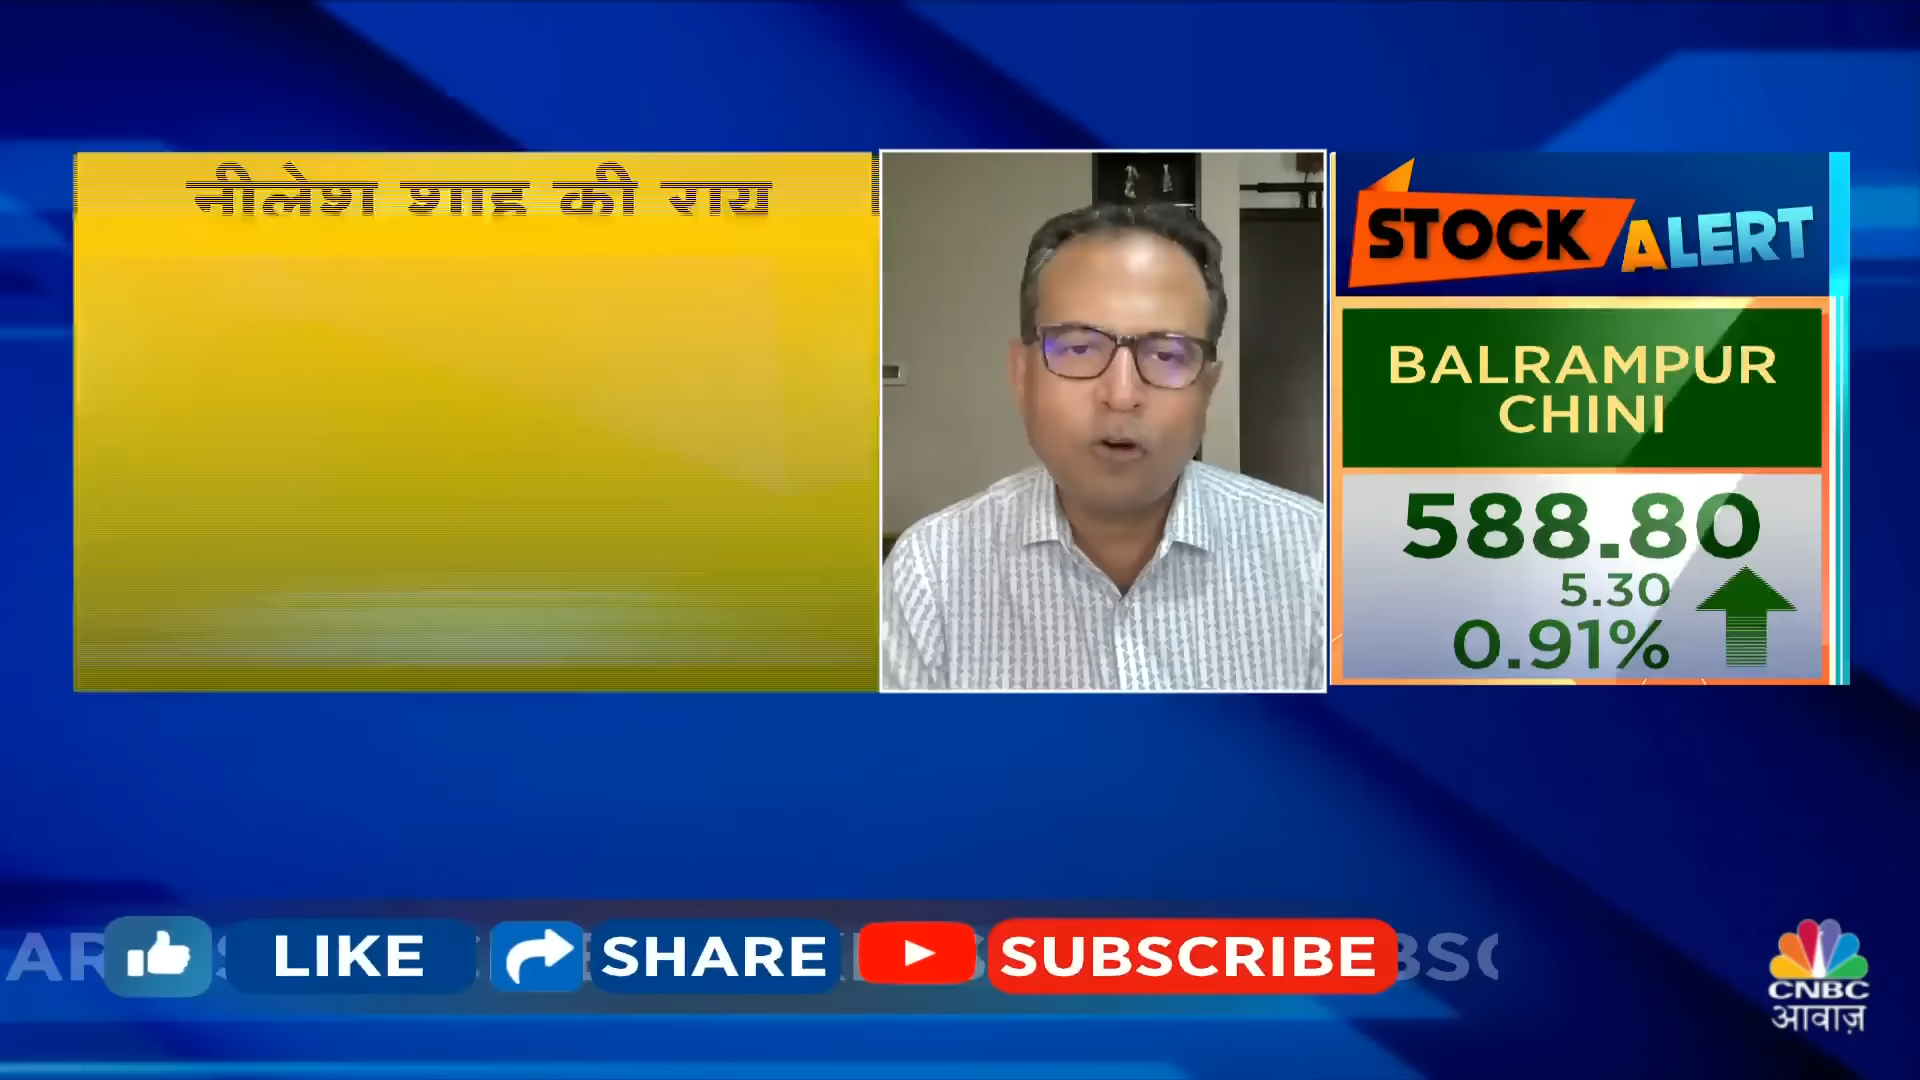 नीलेश शाह की राय
STOCK ALERT
BALRAMPUR
CHINI
588.80
5.30
0.91%
LIKE
SHARE
SUBSCRIBE
CNBC
आवाज़